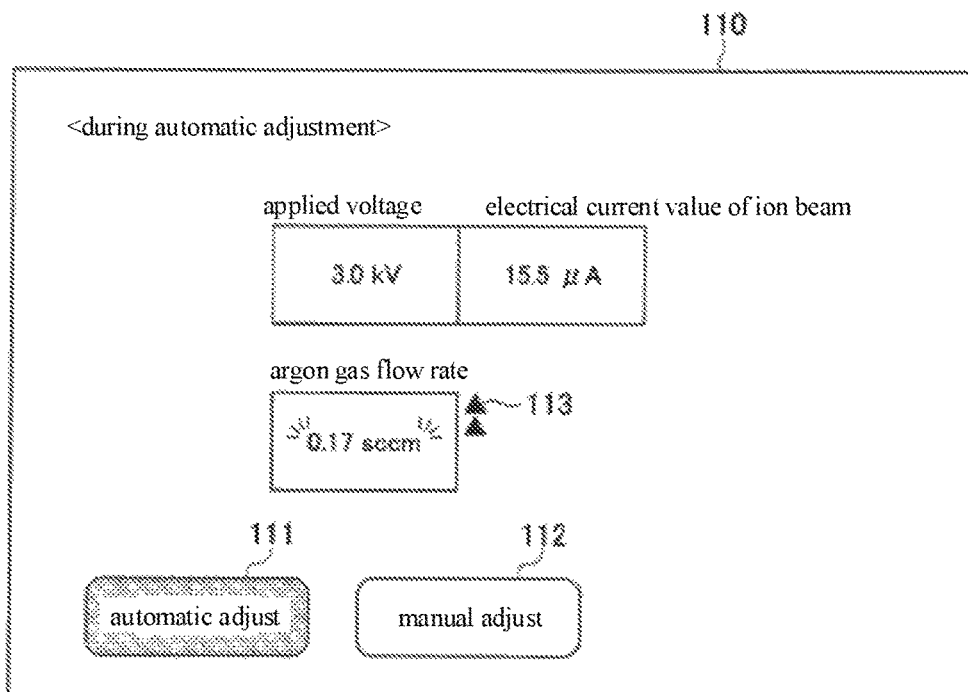 110
<during automatic adjustment>
applied voltage electrical current value of ion beam
3.0 kV 15.5 μA
argon gas flow rate
113
0.17 sccm
111 112
automatic adjust manual adjust